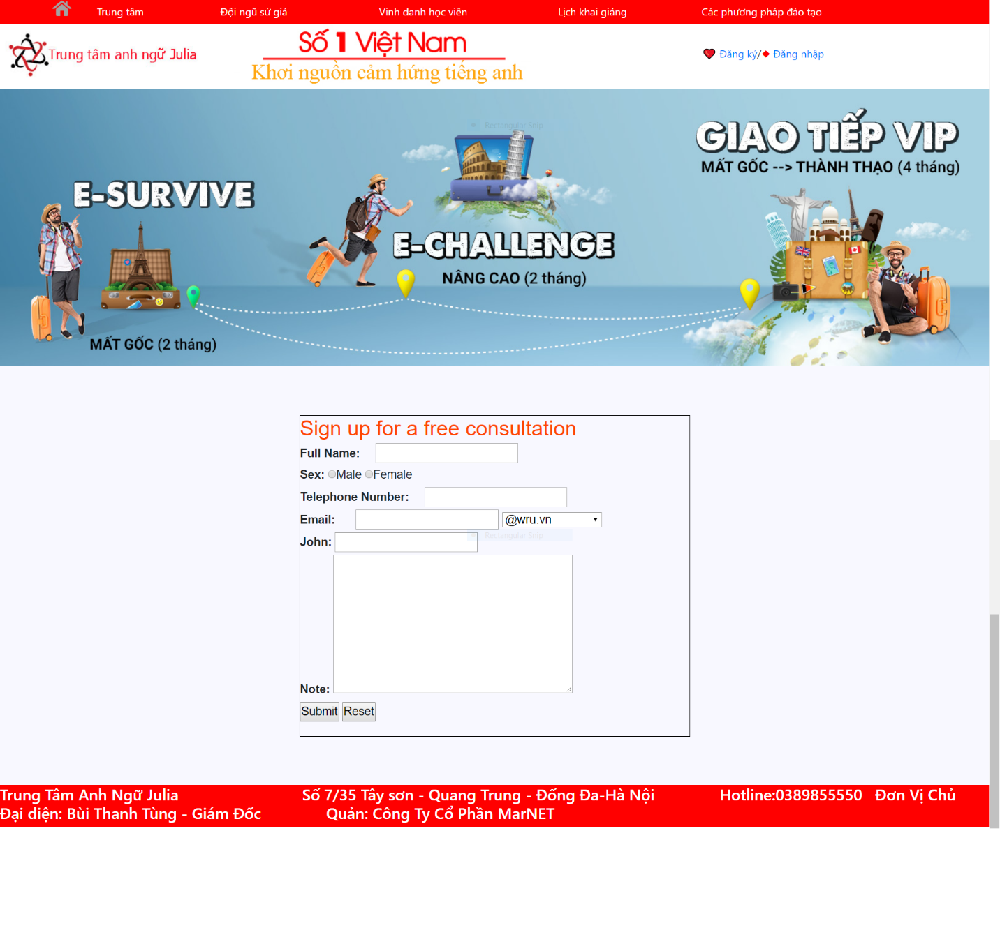 Trung tâm Đội ngũ sứ giả Vinh danh học viên Lịch khai giảng Các phương pháp đào tạo
Trung tâm anh ngữ Julia
Số 1 Việt Nam
Khơi nguồn cảm hứng tiếng anh
Đăng ký/ Đăng nhập
Rectangular Snip
GIAO TIẾP VIP
MẤT GỐC --> THÀNH THẠO (4 tháng)
E-SURVIVE
E-CHALLENGE
NÂNG CAO (2 tháng)
MẤT GỐC (2 tháng)
Sign up for a free consultation
Full Name:
Sex: Male Female
Telephone Number:
Email: @wru.vn
Rectangular Snip
John:
Note:
Submit Reset
Trung Tâm Anh Ngữ Julia Số 7/35 Tây sơn - Quang Trung - Đống Đa-Hà Nội Hotline:0389855550 Đơn Vị Chủ
Đại diện: Bùi Thanh Tùng - Giám Đốc Quản: Công Ty Cổ Phần MarNET